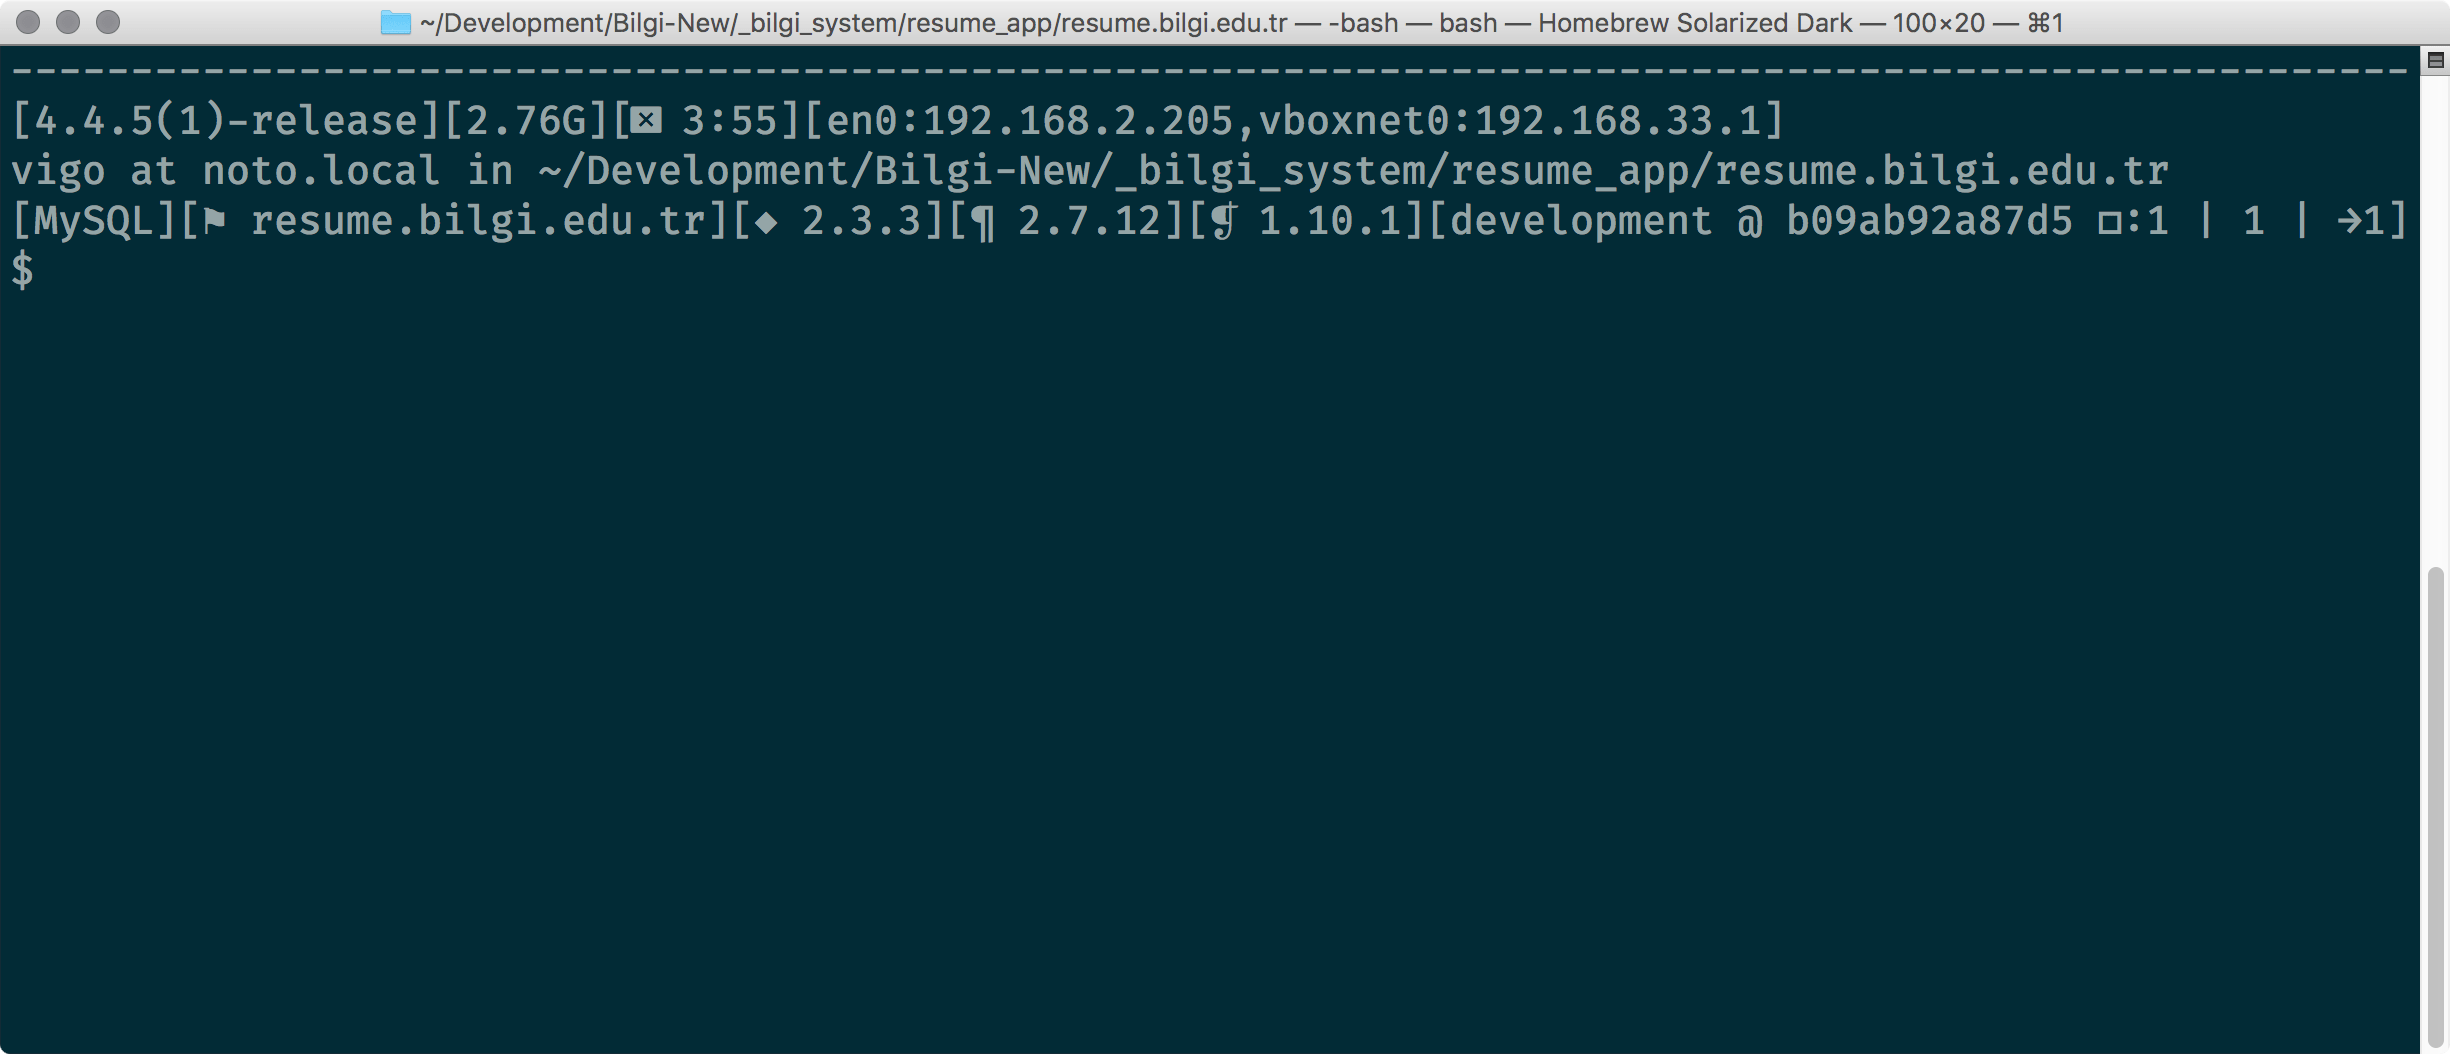 ~/Development/Bilgi-New/_bilgi_system/resume_app/resume.bilgi.edu.tr — -bash — bash — Homebrew Solarized Dark — 100×20 — ⌘1
----------------------------------------------------------------------------------------------------
[4.4.5(1)-release][2.76G][🅇 3:55][en0:192.168.2.205,vboxnet0:192.168.33.1]
vigo at noto.local in ~/Development/Bilgi-New/_bilgi_system/resume_app/resume.bilgi.edu.tr
[MySQL][⚑ resume.bilgi.edu.tr][◆ 2.3.3][¶ 2.7.12][❡ 1.10.1][development @ b09ab92a87d5 □:1 | 1 | →1]
$